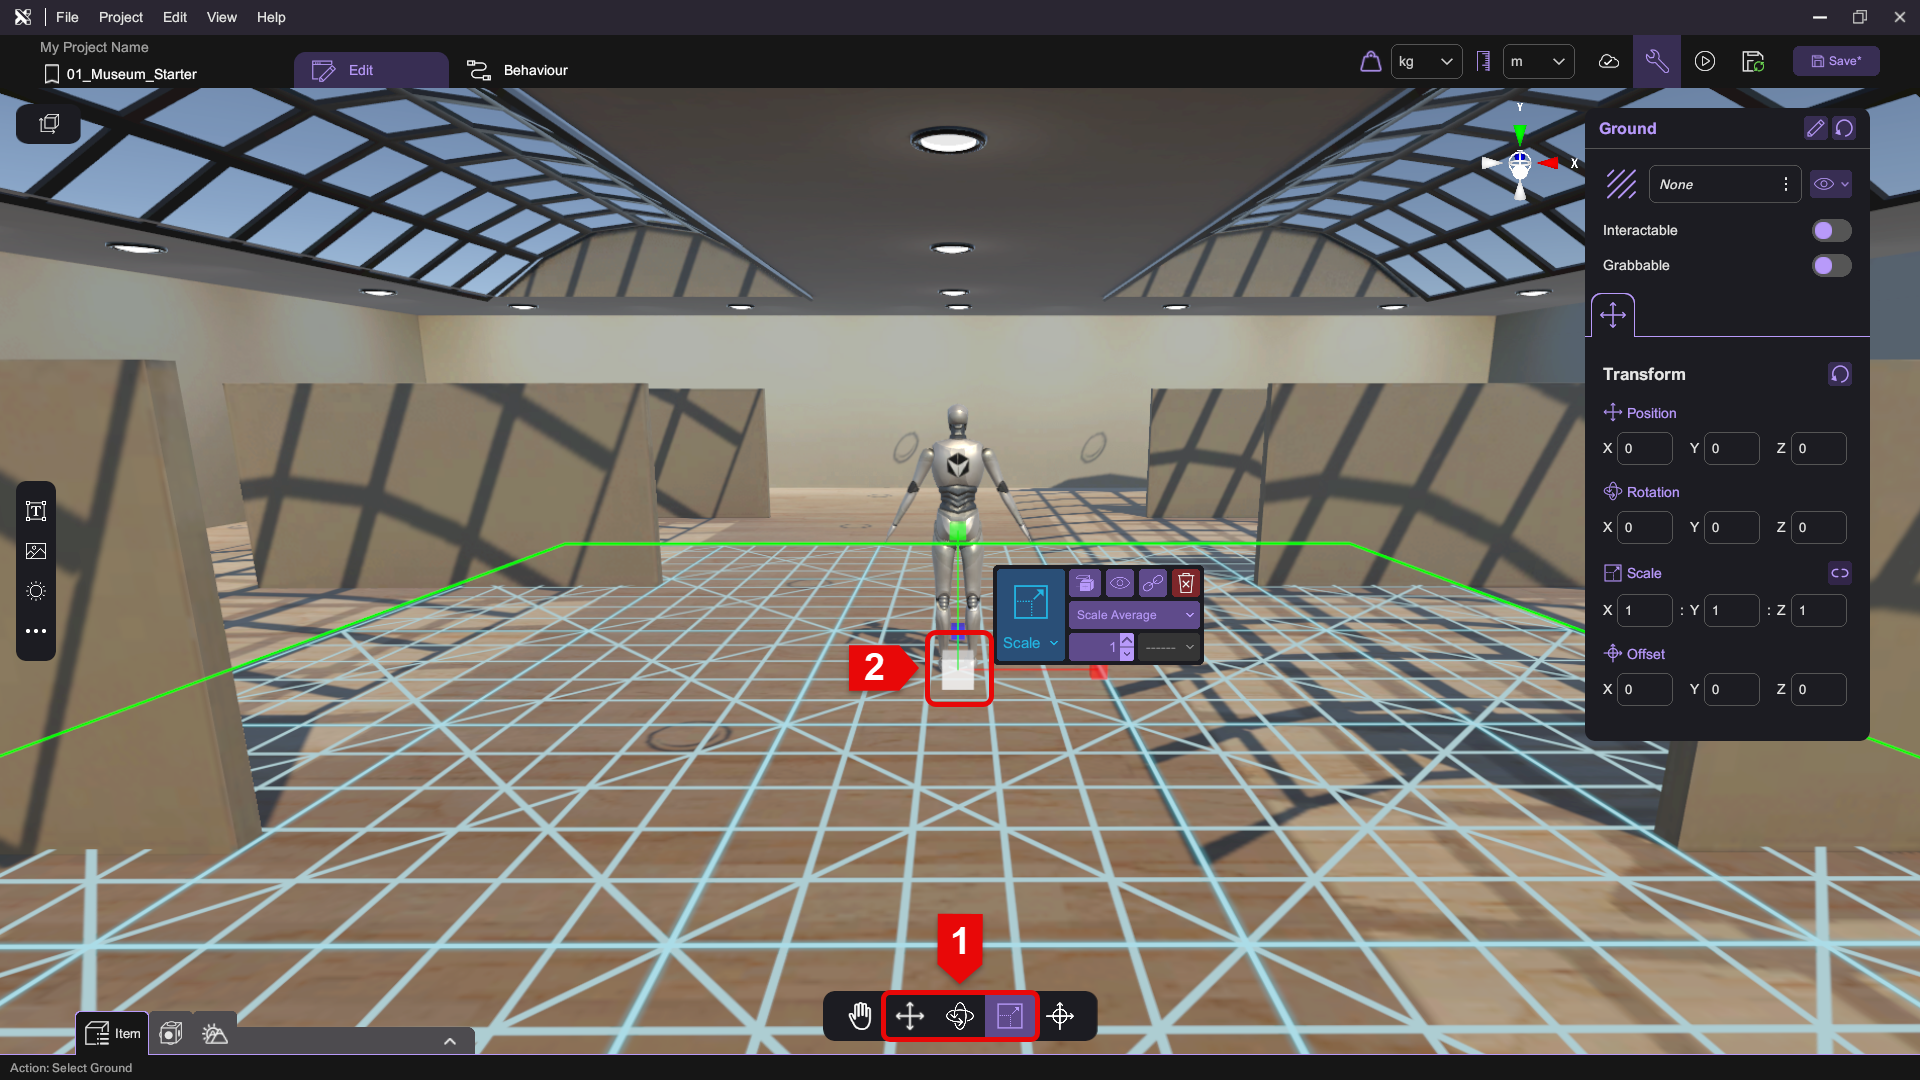 File Project Edit View Help
My Project Name
01_Museum_Starter
Edit
Behaviour
kg
m
Save*
Y
X
Ground
None
Interactable
Grabbable
Transform
Position
X 0 Y 0 Z 0
Rotation
X 0 Y 0 Z 0
Scale
X 1 : Y 1 : Z 1
Offset
X 0 Y 0 Z 0
T
Scale
Scale Average
1 ------
2
1
Item
Action: Select Ground